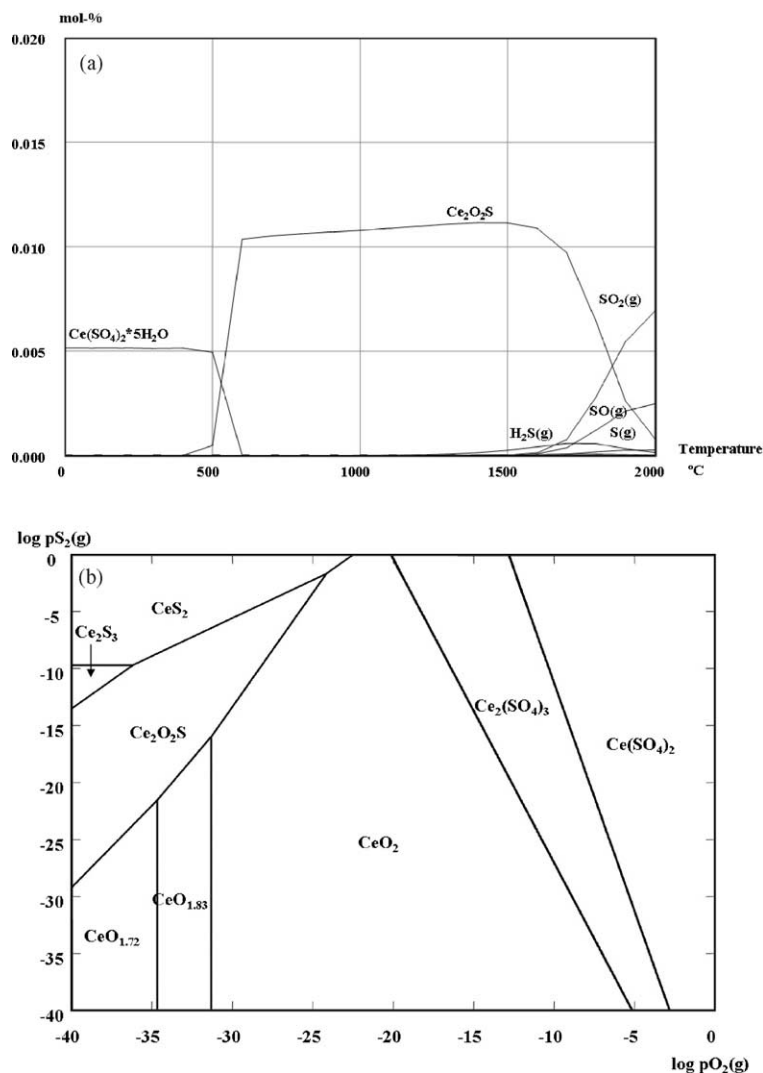 mol-%
0.020
(a)
0.015
Ce₂O₂S
0.010
SO₂(g)
Ce(SO₄)₂*5H₂O
0.005
SO(g)
H₂S(g)
S(g)
0.000
Temperature
0 500 1000 1500 2000 ºC
log pS₂(g)
0
(b)
CeS₂
-5
Ce₂S₃
-10
Ce₂(SO₄)₃
-15
Ce₂O₂S
Ce(SO₄)₂
-20
-25
CeO₂
CeO₁.₈₃
-30
CeO₁.₇₂
-35
-40
-40 -35 -30 -25 -20 -15 -10 -5 0
log pO₂(g)